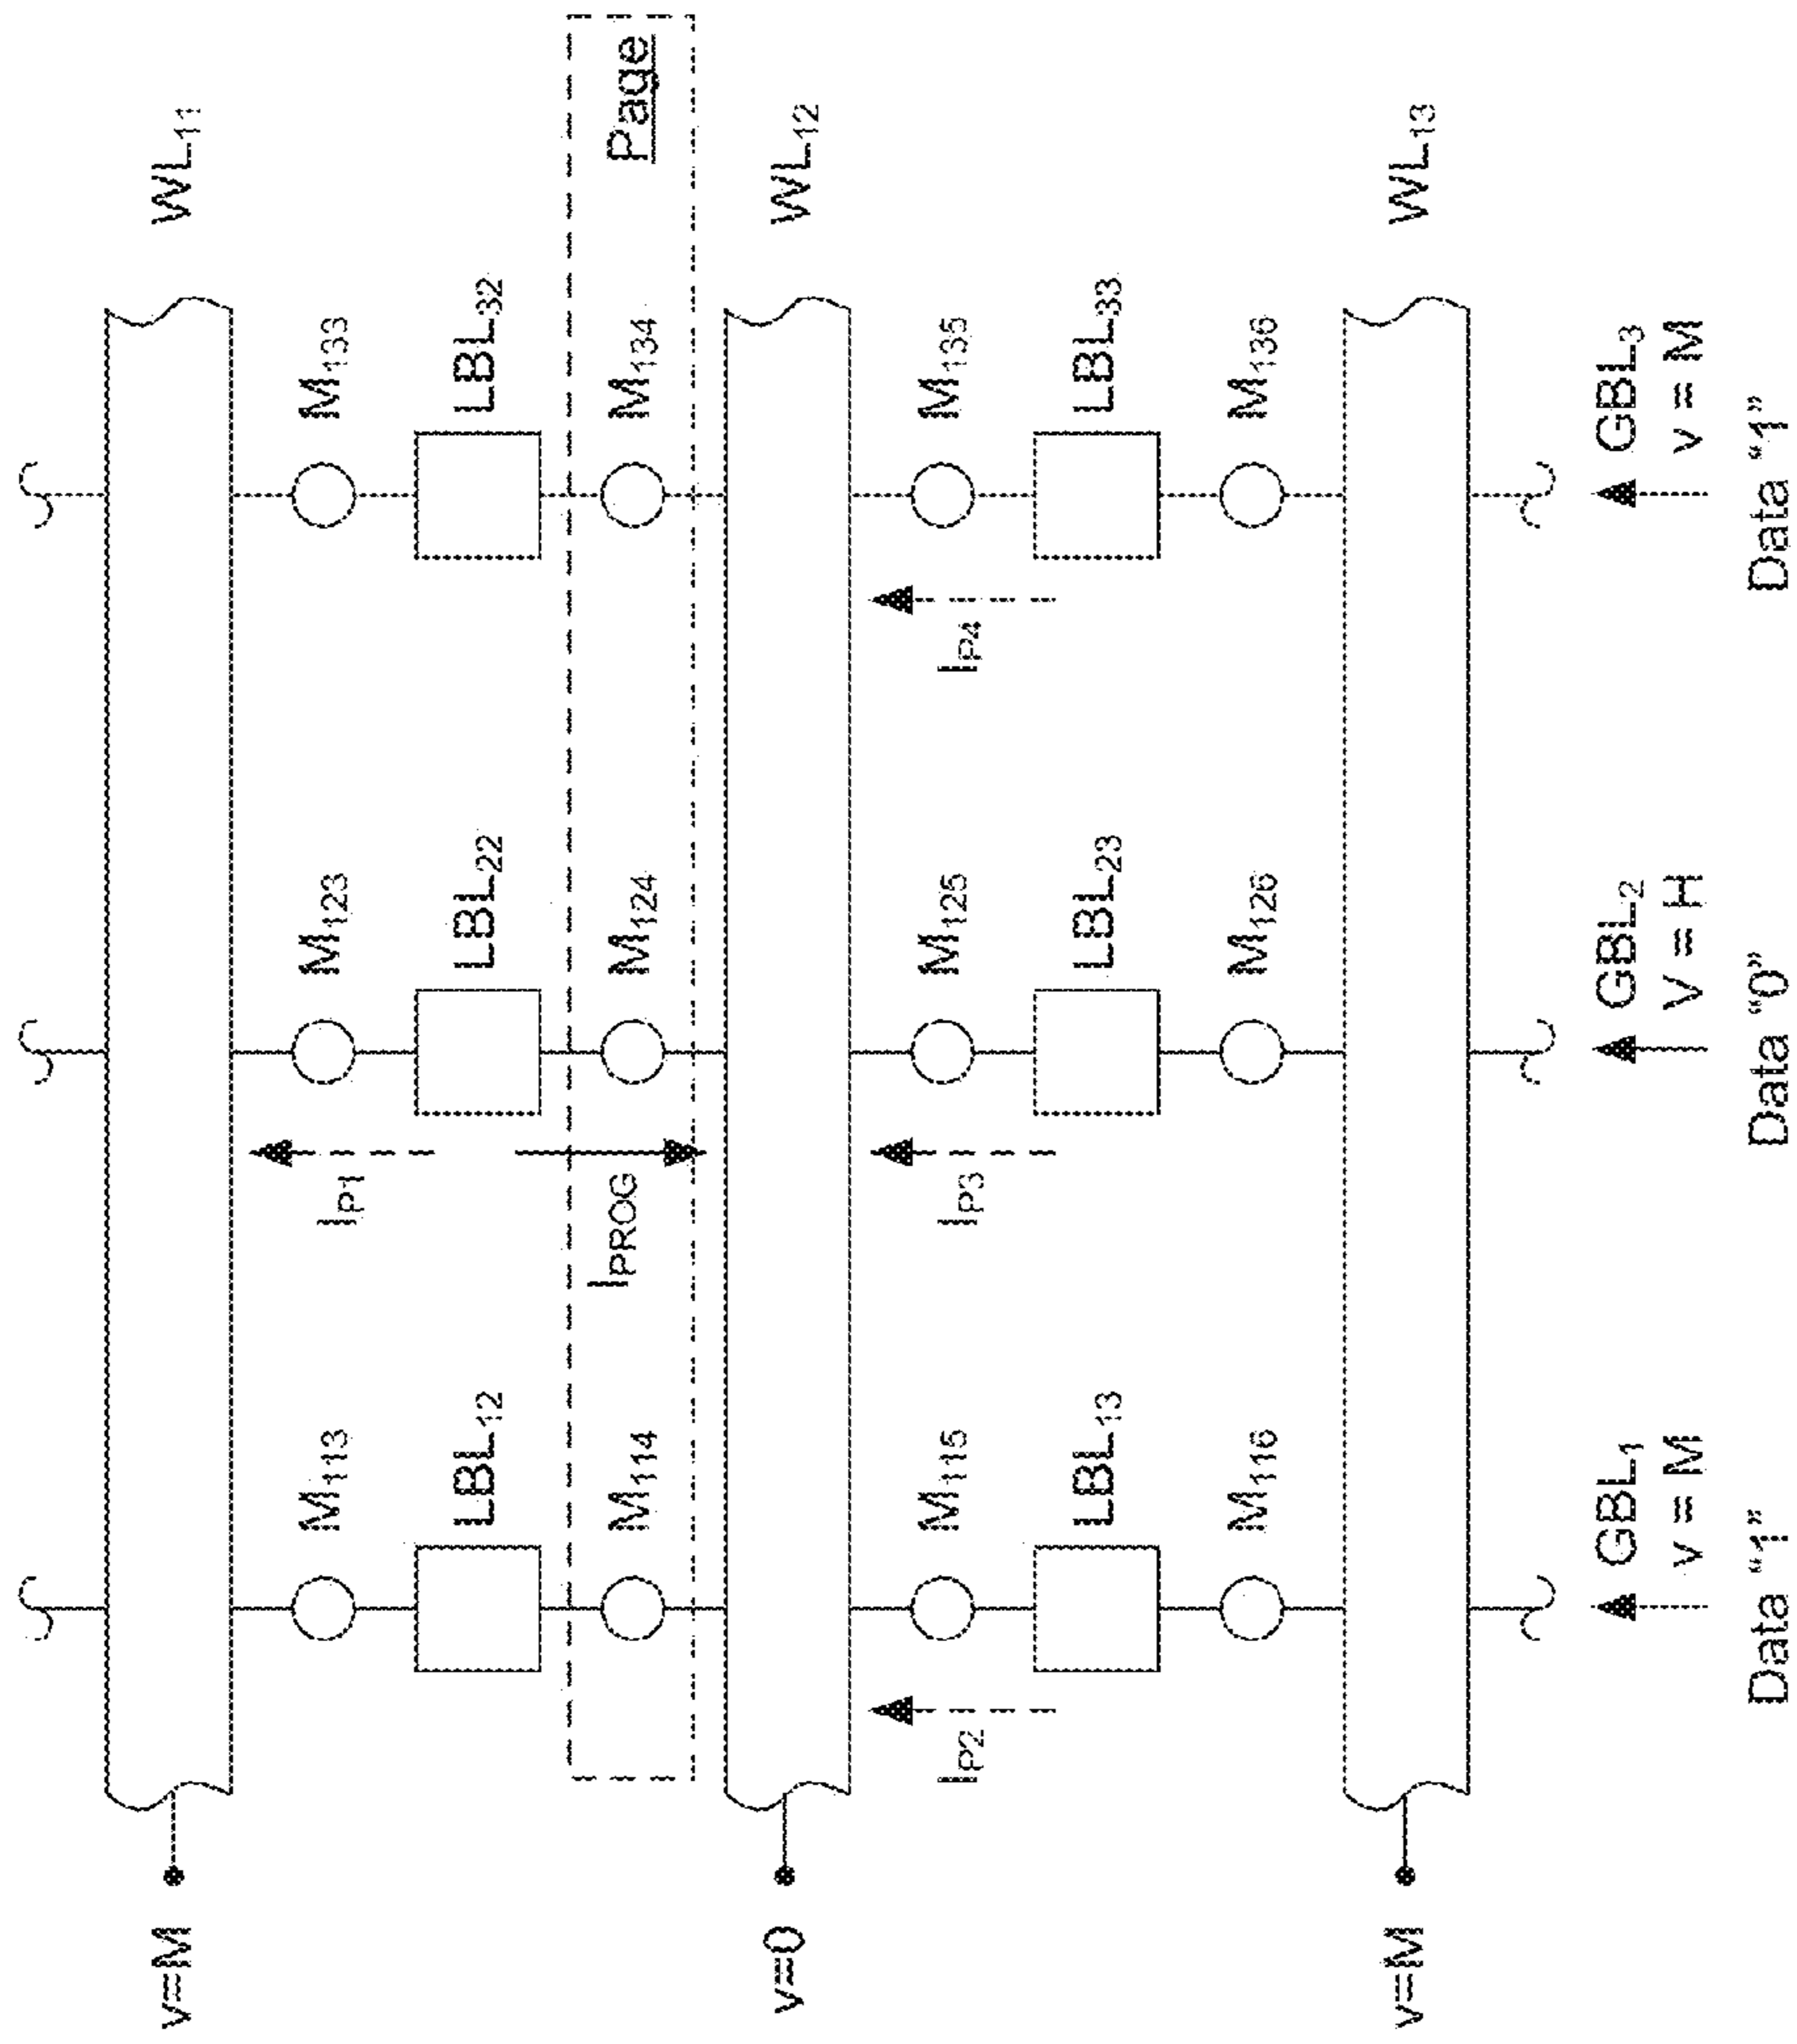 WL11
v=M
M113
M123
M133
LBL12
LBL22
LBL32
IP1
IPROG
Page
M114
M124
M134
WL12
v=0
M115
M125
M135
IP2
IP3
IP4
LBL13
LBL23
LBL33
M116
M126
M136
WL13
v=M
GBL1
v = M
GBL2
V = H
GBL3
v = M
Data “1”
Data “0”
Data “1”